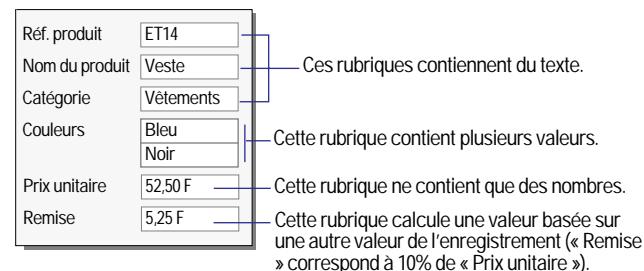 Réf. produit ET14
Nom du produit Veste Ces rubriques contiennent du texte.
Catégorie Vêtements
Couleurs Bleu
Noir
Cette rubrique contient plusieurs valeurs.
Prix unitaire 52,50 F Cette rubrique ne contient que des nombres.
Remise 5,25 F Cette rubrique calcule une valeur basée sur
une autre valeur de l'enregistrement (« Remise
» correspond à 10% de « Prix unitaire »).